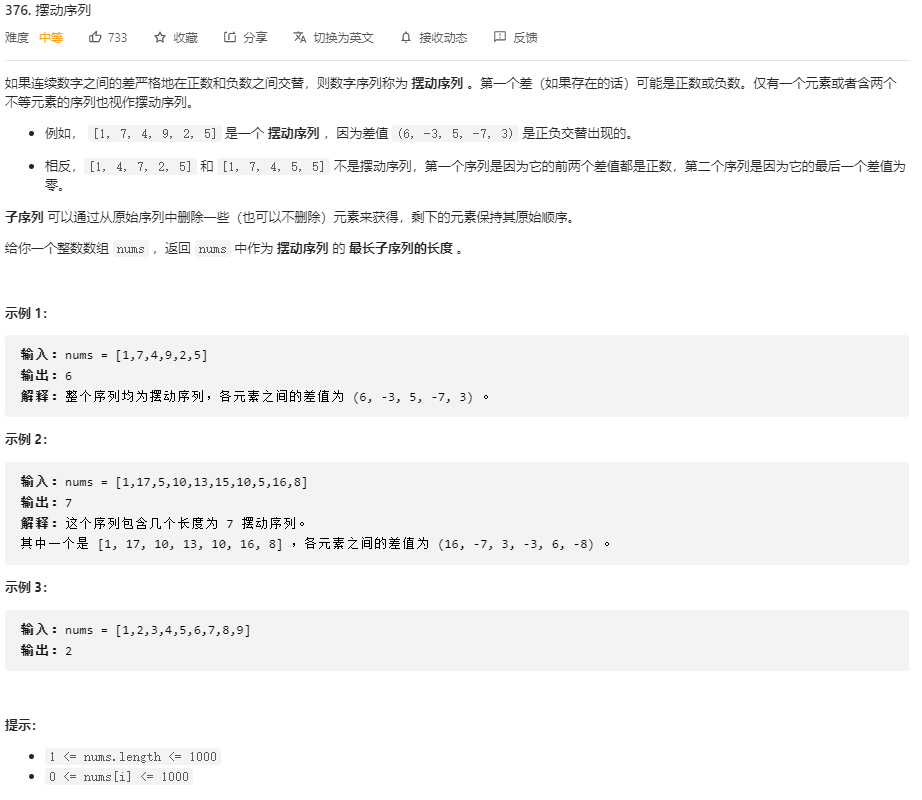 376. 摆动序列
难度 中等 733 收藏 分享 切换为英文 接收动态 反馈
如果连续数字之间的差严格地在正数和负数之间交替，则数字序列称为 摆动序列 。第一个差（如果存在的话）可能是正数或负数。仅有一个元素或者含两个
不等元素的序列也视作摆动序列。
例如， [1, 7, 4, 9, 2, 5] 是一个 摆动序列 ，因为差值 (6, -3, 5, -7, 3) 是正负交替出现的。
相反，[1, 4, 7, 2, 5] 和 [1, 7, 4, 5, 5] 不是摆动序列，第一个序列是因为它的前两个差值都是正数，第二个序列是因为它的最后一个差值为
零。
子序列 可以通过从原始序列中删除一些（也可以不删除）元素来获得，剩下的元素保持其原始顺序。
给你一个整数数组 nums ，返回 nums 中作为 摆动序列 的 最长子序列的长度 。
示例 1：
输入：nums = [1,7,4,9,2,5]
输出：6
解释：整个序列均为摆动序列，各元素之间的差值为 (6, -3, 5, -7, 3) 。
示例 2：
输入：nums = [1,17,5,10,13,15,10,5,16,8]
输出：7
解释：这个序列包含几个长度为 7 摆动序列。
其中一个是 [1, 17, 10, 13, 10, 16, 8] ，各元素之间的差值为 (16, -7, 3, -3, 6, -8) 。
示例 3：
输入：nums = [1,2,3,4,5,6,7,8,9]
输出：2
提示：
1 <= nums.length <= 1000
0 <= nums[i] <= 1000